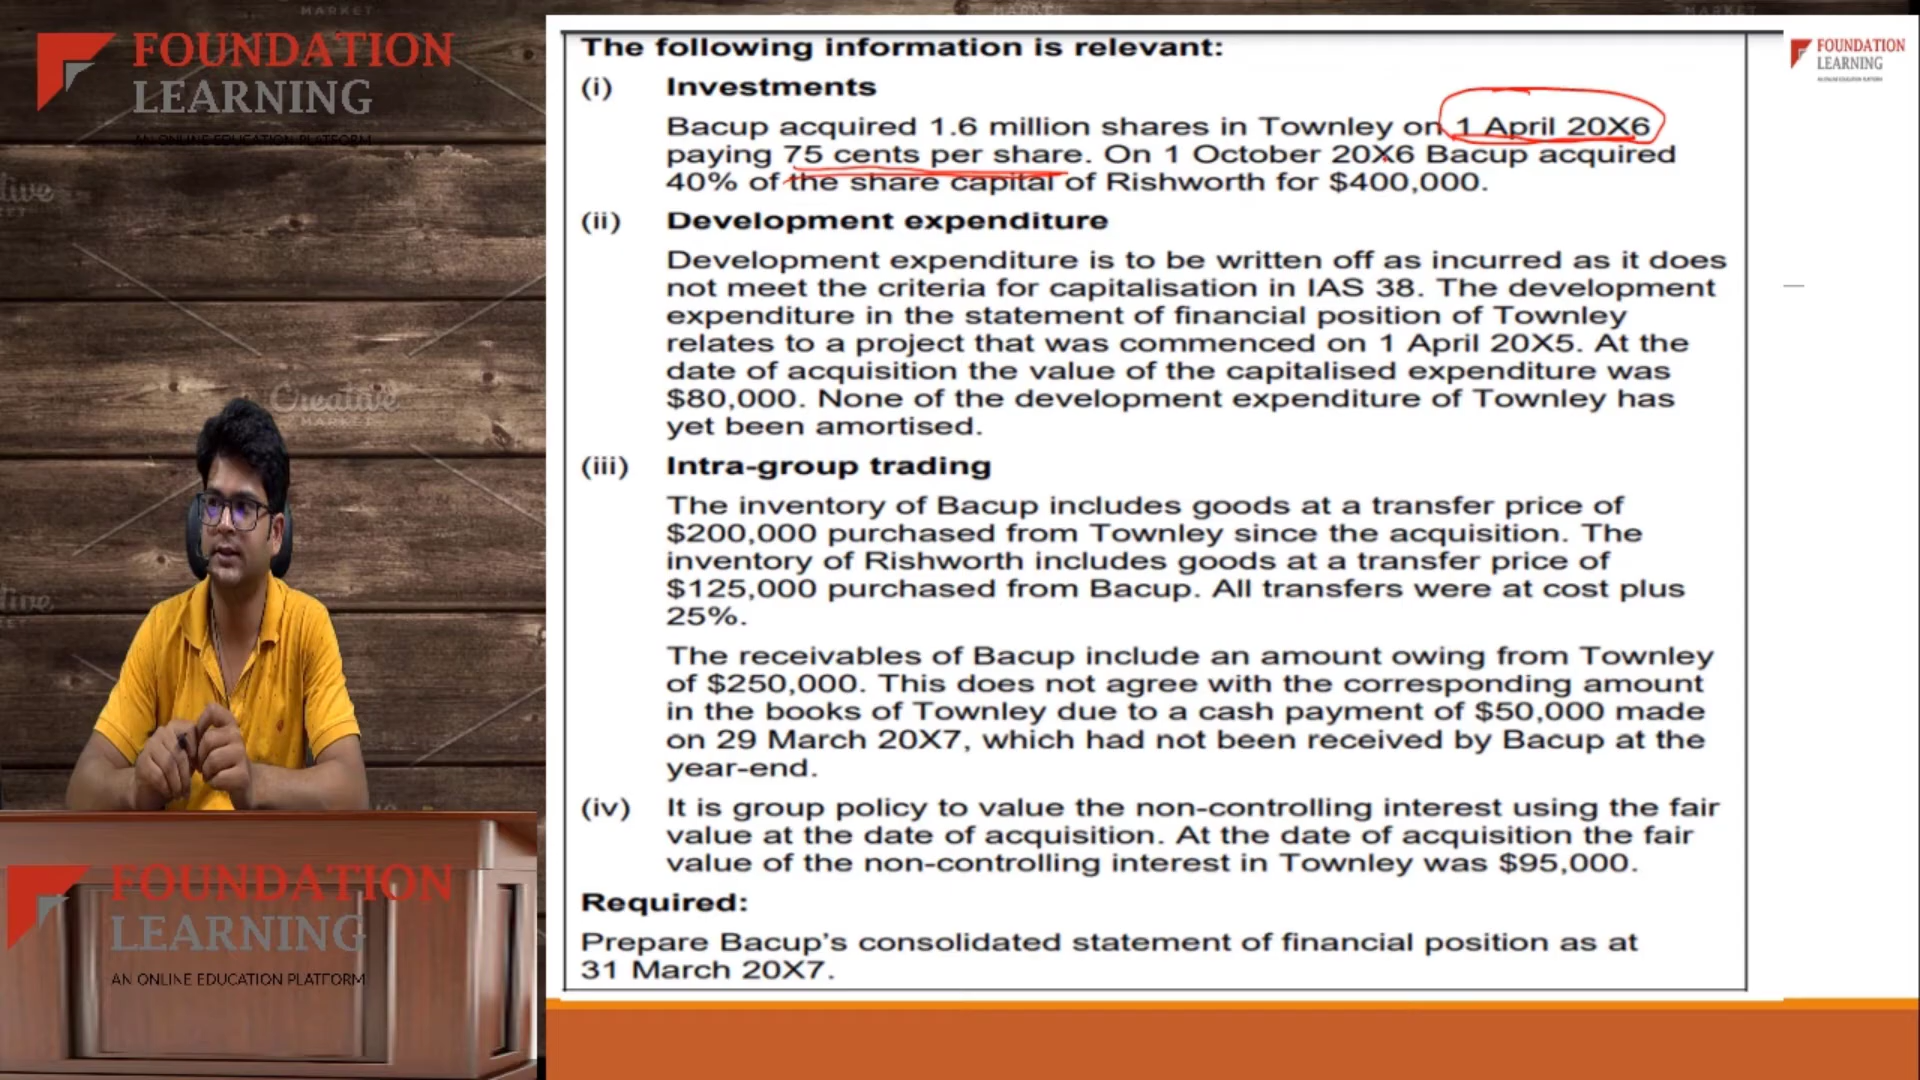 MARKET
MARKET
MARKET
FOUNDATION
LEARNING
AN ONLINE EDUCATION PLATFORM
FOUNDATION
LEARNING
AN ONLINE EDUCATION PLATFORM
The following information is relevant:
(i) Investments
Bacup acquired 1.6 million shares in Townley on 1 April 20X6
paying 75 cents per share. On 1 October 20X6 Bacup acquired
40% of the share capital of Rishworth for $400,000.
(ii) Development expenditure
Development expenditure is to be written off as incurred as it does
not meet the criteria for capitalisation in IAS 38. The development
expenditure in the statement of financial position of Townley
relates to a project that was commenced on 1 April 20X5. At the
date of acquisition the value of the capitalised expenditure was
$80,000. None of the development expenditure of Townley has
yet been amortised.
(iii) Intra-group trading
The inventory of Bacup includes goods at a transfer price of
$200,000 purchased from Townley since the acquisition. The
inventory of Rishworth includes goods at a transfer price of
$125,000 purchased from Bacup. All transfers were at cost plus
25%.
The receivables of Bacup include an amount owing from Townley
of $250,000. This does not agree with the corresponding amount
in the books of Townley due to a cash payment of $50,000 made
on 29 March 20X7, which had not been received by Bacup at the
year-end.
(iv) It is group policy to value the non-controlling interest using the fair
value at the date of acquisition. At the date of acquisition the fair
value of the non-controlling interest in Townley was $95,000.
Required:
Prepare Bacup's consolidated statement of financial position as at
31 March 20X7.
Creative
MARKET
FOUNDATION
LEARNING
AN ONLINE EDUCATION PLATFORM